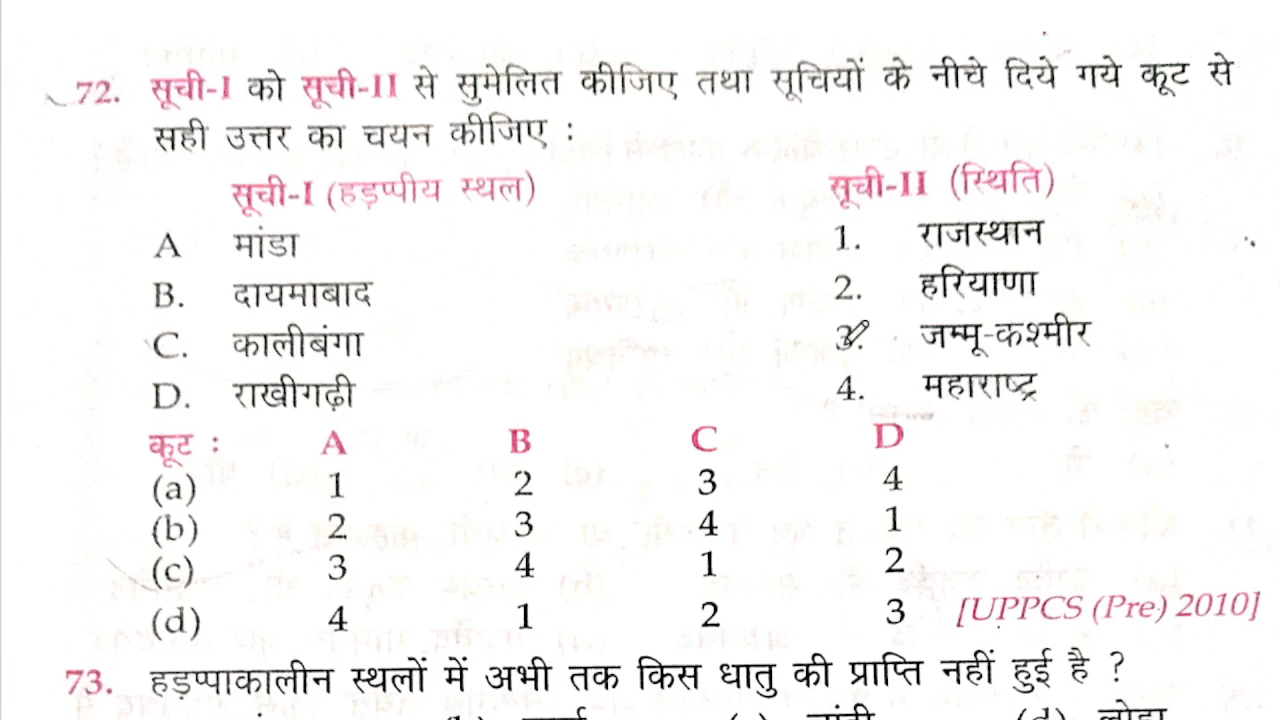 72. सूची-I को सूची-II से सुमेलित कीजिए तथा सूचियों के नीचे दिये गये कूट से
सही उत्तर का चयन कीजिए :
सूची-I (हड़प्पीय स्थल) सूची-II (स्थिति)
A मांडा 1. राजस्थान
B. दायमाबाद 2. हरियाणा
C. कालीबंगा 3. जम्मू-कश्मीर
D. राखीगढ़ी 4. महाराष्ट्र
कूट : A B C D
(a) 1 2 3 4
(b) 2 3 4 1
(c) 3 4 1 2
(d) 4 1 2 3 [UPPCS (Pre) 2010]
73. हड़प्पाकालीन स्थलों में अभी तक किस धातु की प्राप्ति नहीं हुई है ?